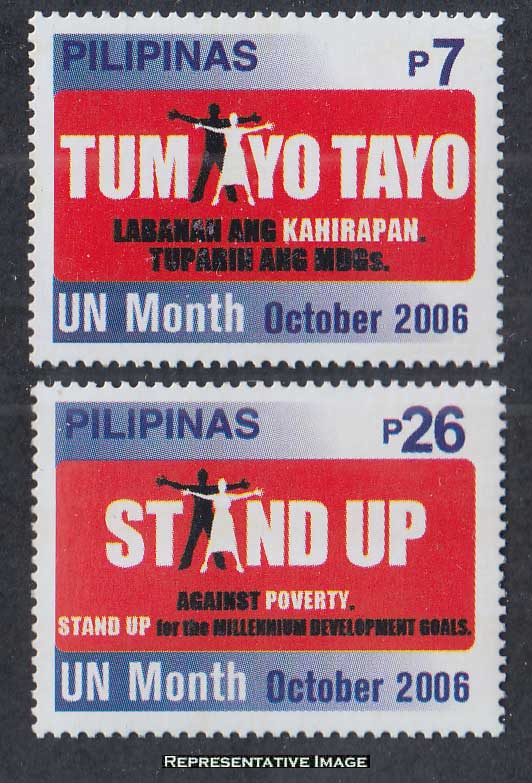 PILIPINAS P7
TUMAYO TAYO
LABANAN ANG KAHIRAPAN.
TUPARIN ANG MDGs.
UN Month October 2006
PILIPINAS P26
STAND UP
AGAINST POVERTY.
STAND UP for the MILLENNIUM DEVELOPMENT GOALS.
UN Month October 2006
REPRESENTATIVE IMAGE